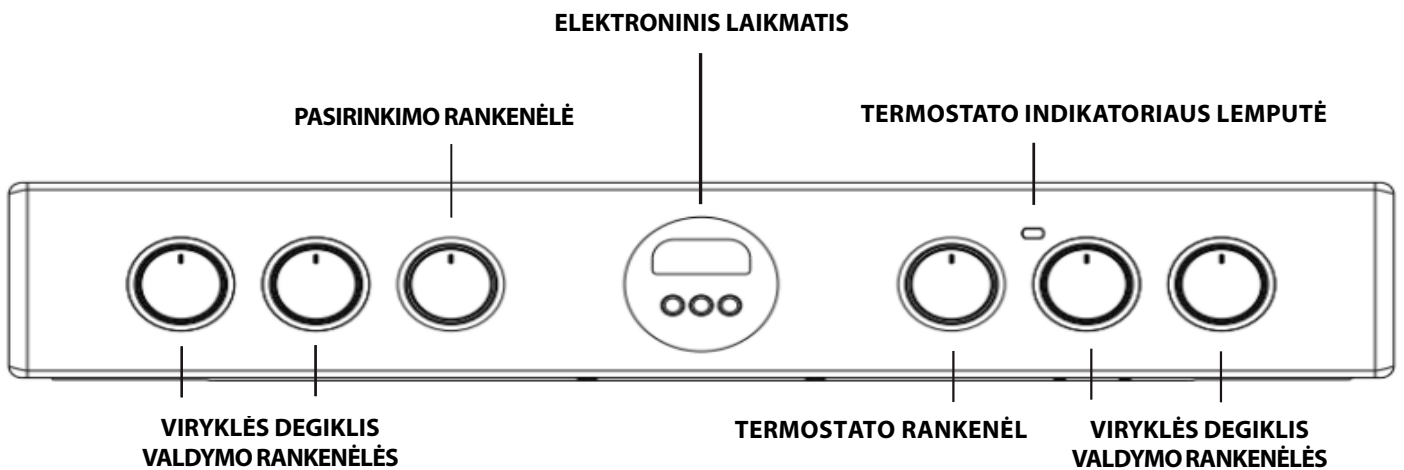 ELEKTRONINIS LAIKMATIS
PASIRINKIMO RANKENĖLĖ
TERMOSTATO INDIKATORIAUS LEMPUTĖ
VIRYKLĖS DEGIKLIS
VALDYMO RANKENĖLĖS
TERMOSTATO RANKENĖL
VIRYKLĖS DEGIKLIS
VALDYMO RANKENĖLĖS